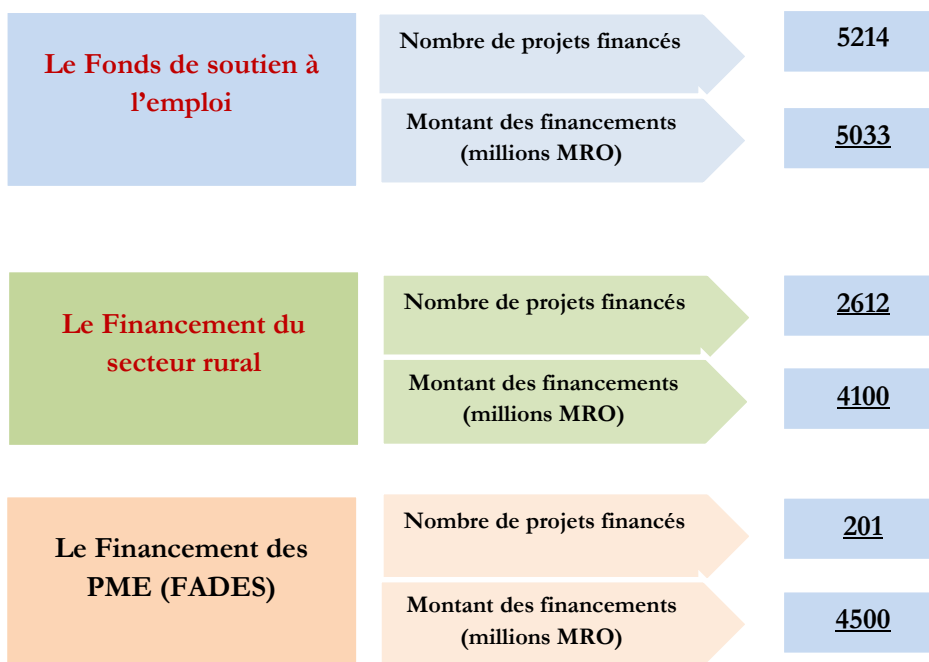 Le Fonds de soutien à
l’emploi
Nombre de projets financés
5214
Montant des financements
(millions MRO)
5033
Le Financement du
secteur rural
Nombre de projets financés
2612
Montant des financements
(millions MRO)
4100
Le Financement des
PME (FADES)
Nombre de projets financés
201
Montant des financements
(millions MRO)
4500